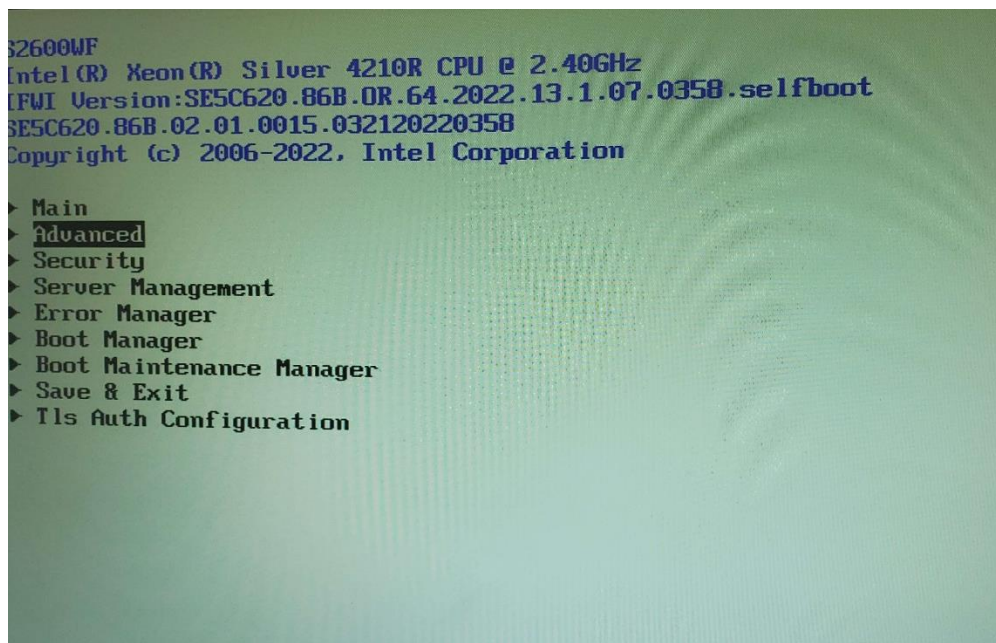 S2600WF
Intel(R) Xeon(R) Silver 4210R CPU @ 2.40GHz
IFWI Version:SE5C620.86B.OR.64.2022.13.1.07.0358.selfboot
SE5C620.86B.02.01.0015.032120220358
Copyright (c) 2006-2022, Intel Corporation
Main
Advanced
Security
Server Management
Error Manager
Boot Manager
Boot Maintenance Manager
Save & Exit
Tls Auth Configuration